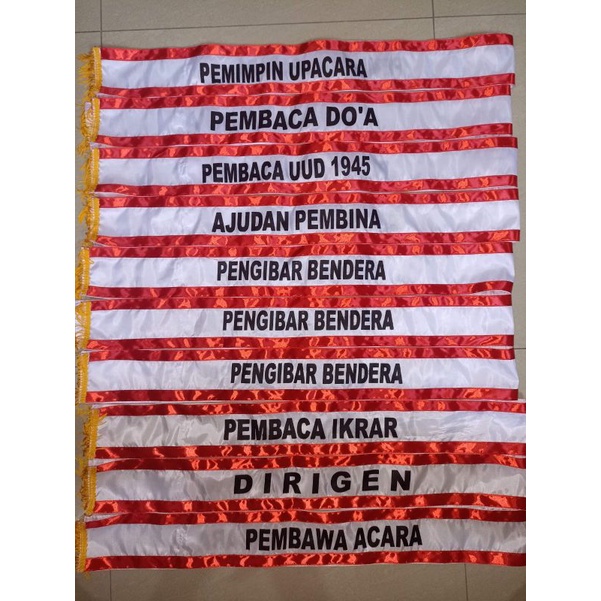 PEMIMPIN UPACARA
PEMBACA DO'A
PEMBACA UUD 1945
AJUDAN PEMBINA
PENGIBAR BENDERA
PENGIBAR BENDERA
PENGIBAR BENDERA
PEMBACA IKRAR
DIRIGEN
PEMBAWA ACARA